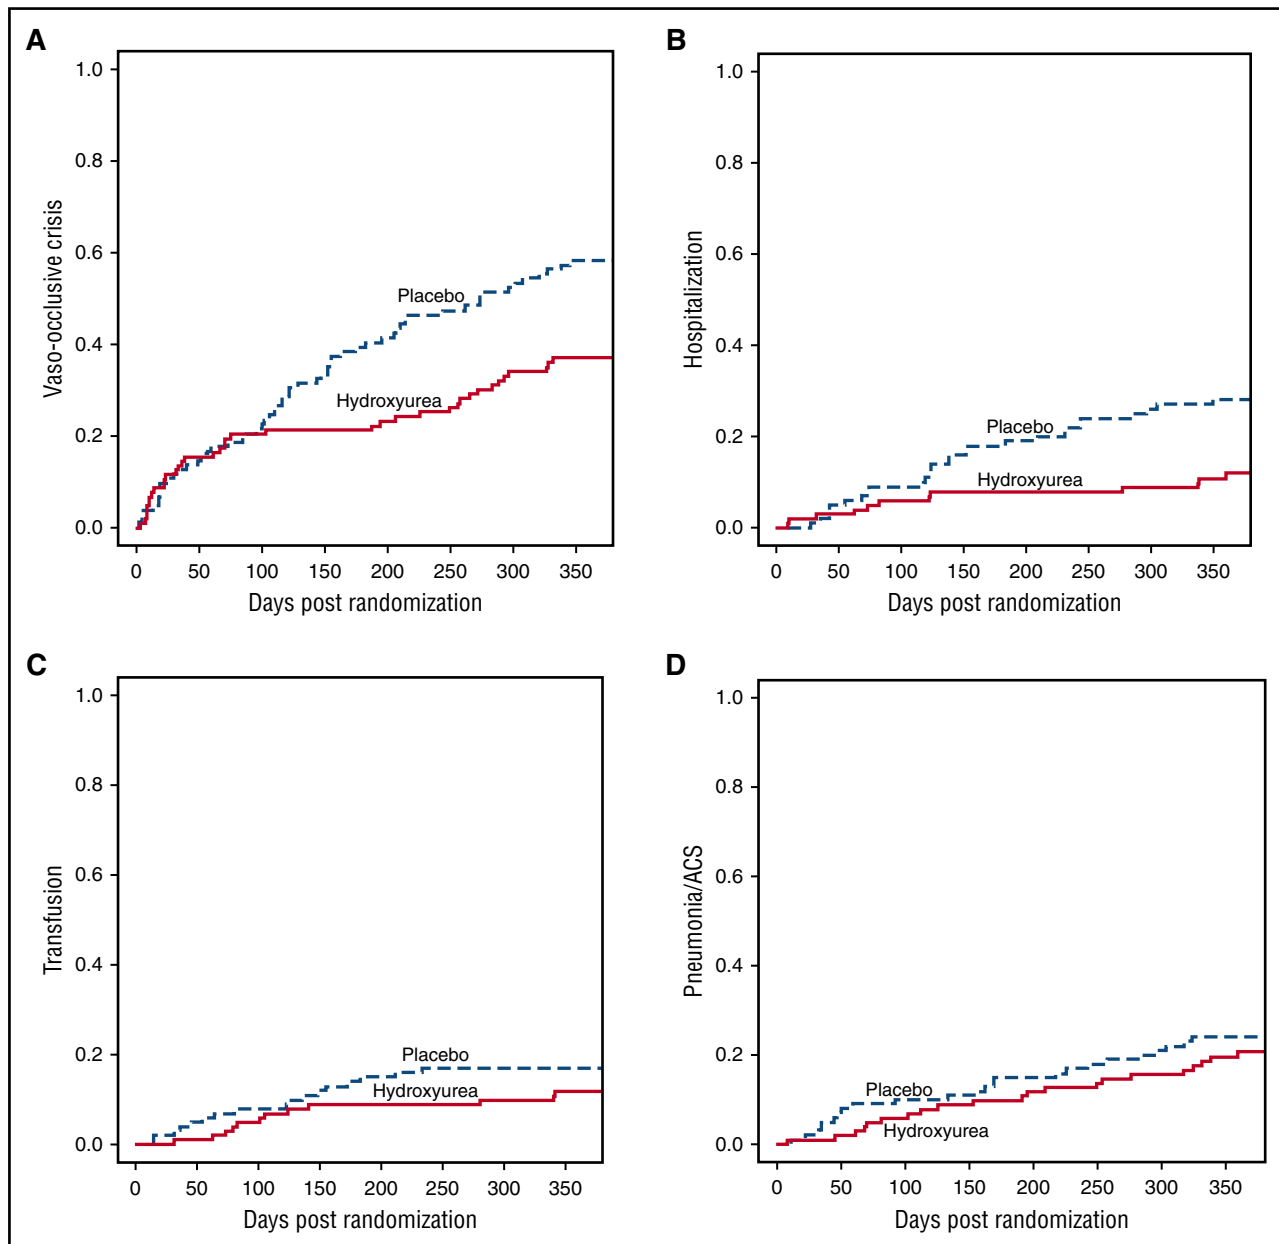 A
1.0
0.8
0.6
0.4
0.2
0.0
Vaso-occlusive crisis
Placebo
Hydroxyurea
0 50 100 150 200 250 300 350
Days post randomization
B
1.0
0.8
0.6
0.4
0.2
0.0
Hospitalization
Placebo
Hydroxyurea
0 50 100 150 200 250 300 350
Days post randomization
C
1.0
0.8
0.6
0.4
0.2
0.0
Transfusion
Placebo
Hydroxyurea
0 50 100 150 200 250 300 350
Days post randomization
D
1.0
0.8
0.6
0.4
0.2
0.0
Pneumonia/ACS
Placebo
Hydroxyurea
0 50 100 150 200 250 300 350
Days post randomization